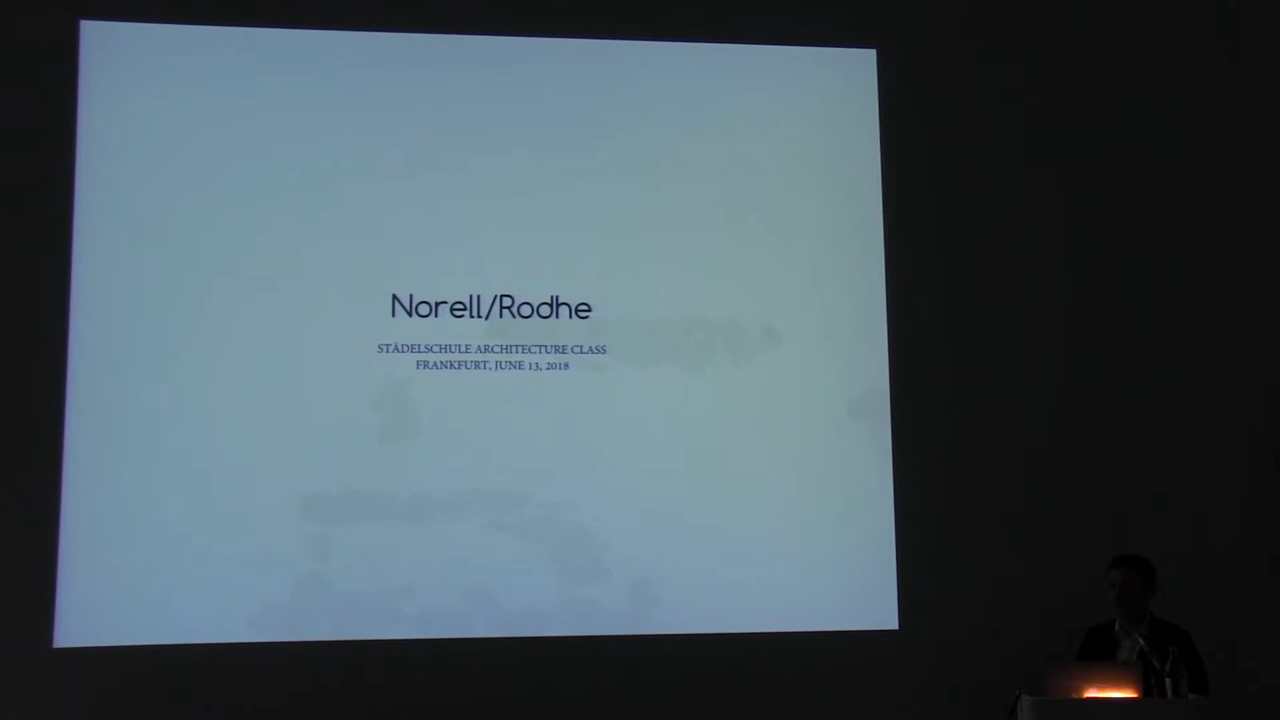 Norell/Rodhe
STÄDELSCHULE ARCHITECTURE CLASS
FRANKFURT, JUNE 13, 2018